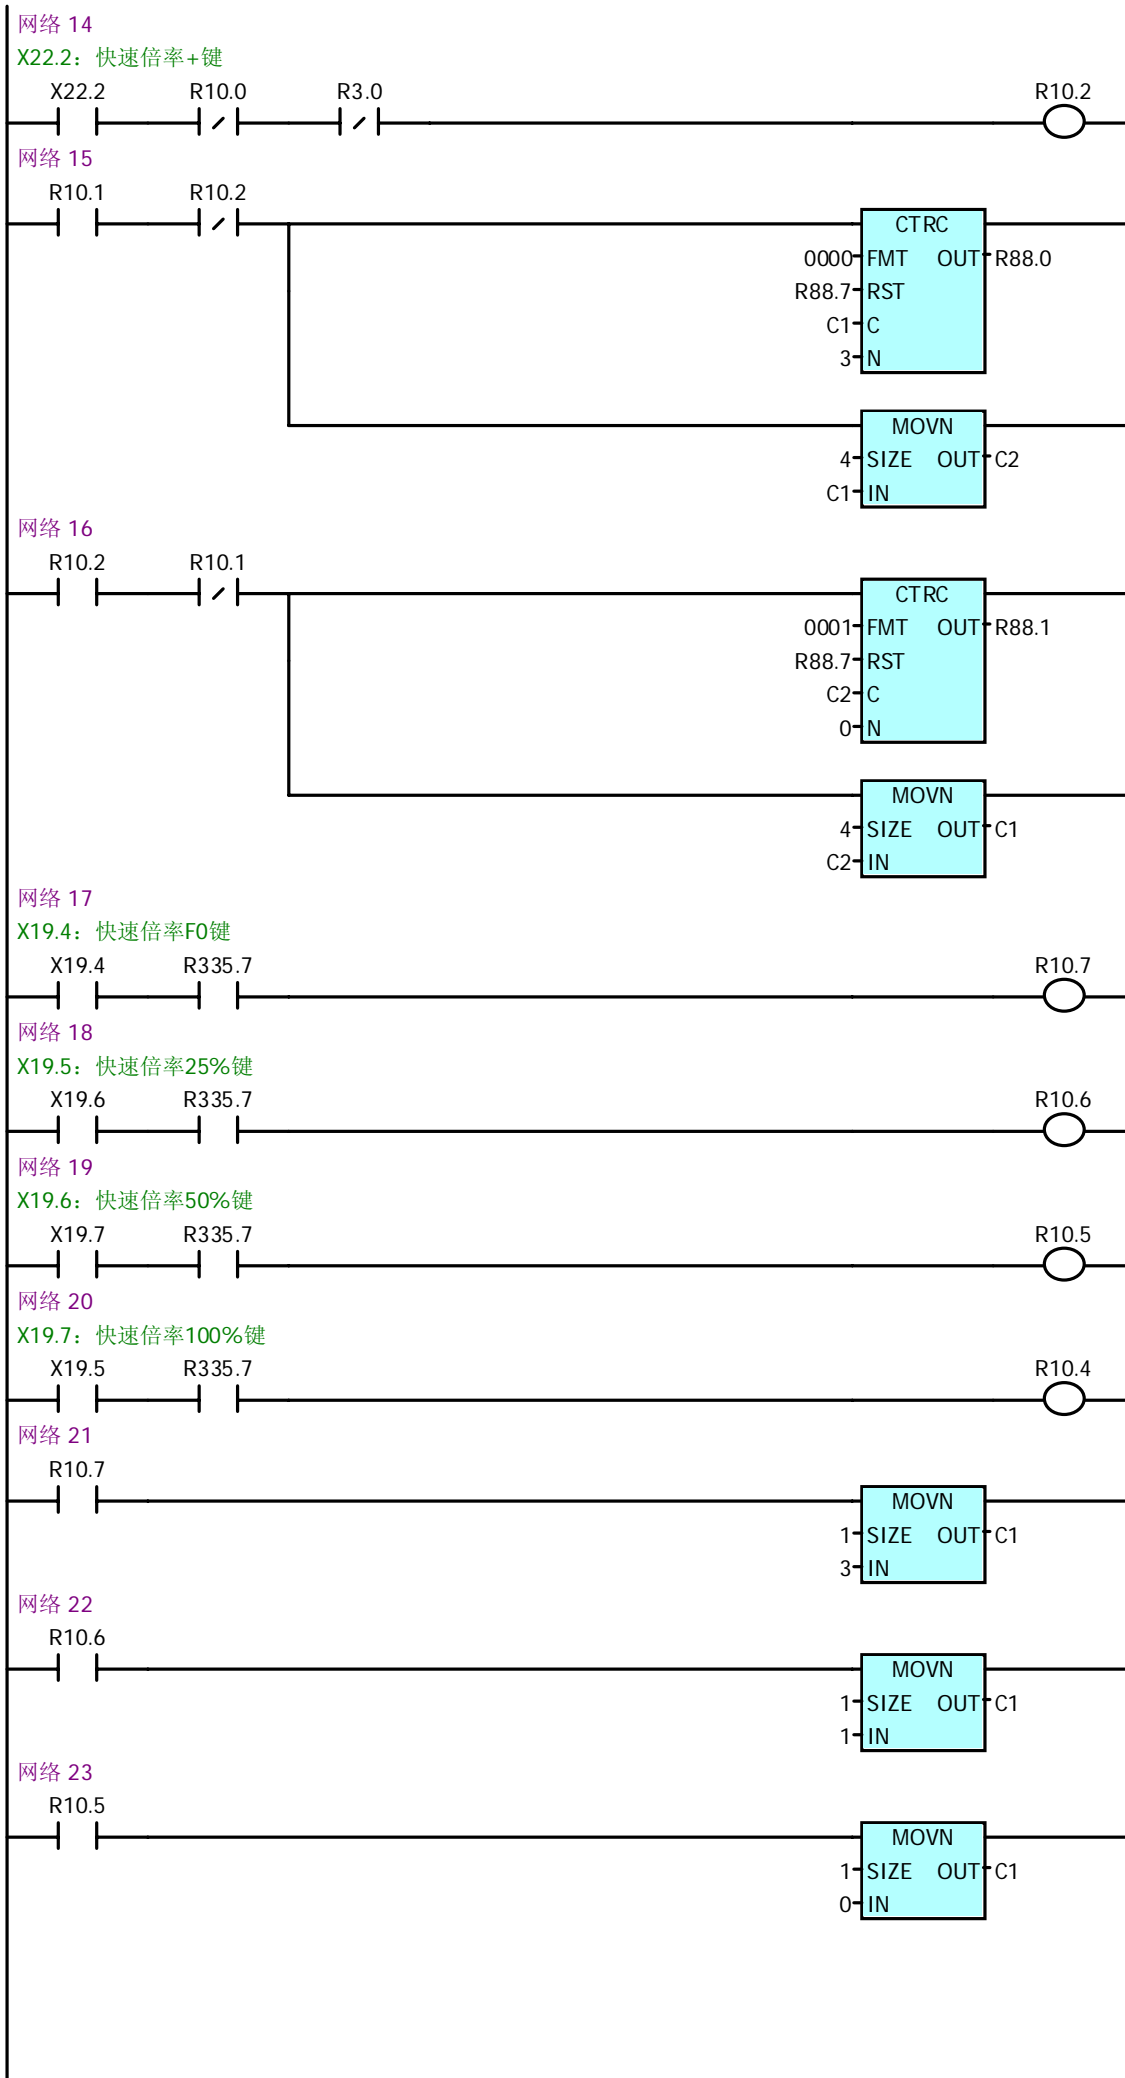 网络 14
X22.2：快速倍率+键
X22.2 R10.0 R3.0 R10.2
网络 15
R10.1 R10.2
CTRC
0000 FMT OUT R88.0
R88.7 RST
C1 C
3 N
MOVN
4 SIZE OUT C2
C1 IN
网络 16
R10.2 R10.1
CTRC
0001 FMT OUT R88.1
R88.7 RST
C2 C
0 N
MOVN
4 SIZE OUT C1
C2 IN
网络 17
X19.4：快速倍率F0键
X19.4 R335.7 R10.7
网络 18
X19.5：快速倍率25%键
X19.6 R335.7 R10.6
网络 19
X19.6：快速倍率50%键
X19.7 R335.7 R10.5
网络 20
X19.7：快速倍率100%键
X19.5 R335.7 R10.4
网络 21
R10.7
MOVN
1 SIZE OUT C1
3 IN
网络 22
R10.6
MOVN
1 SIZE OUT C1
1 IN
网络 23
R10.5
MOVN
1 SIZE OUT C1
0 IN